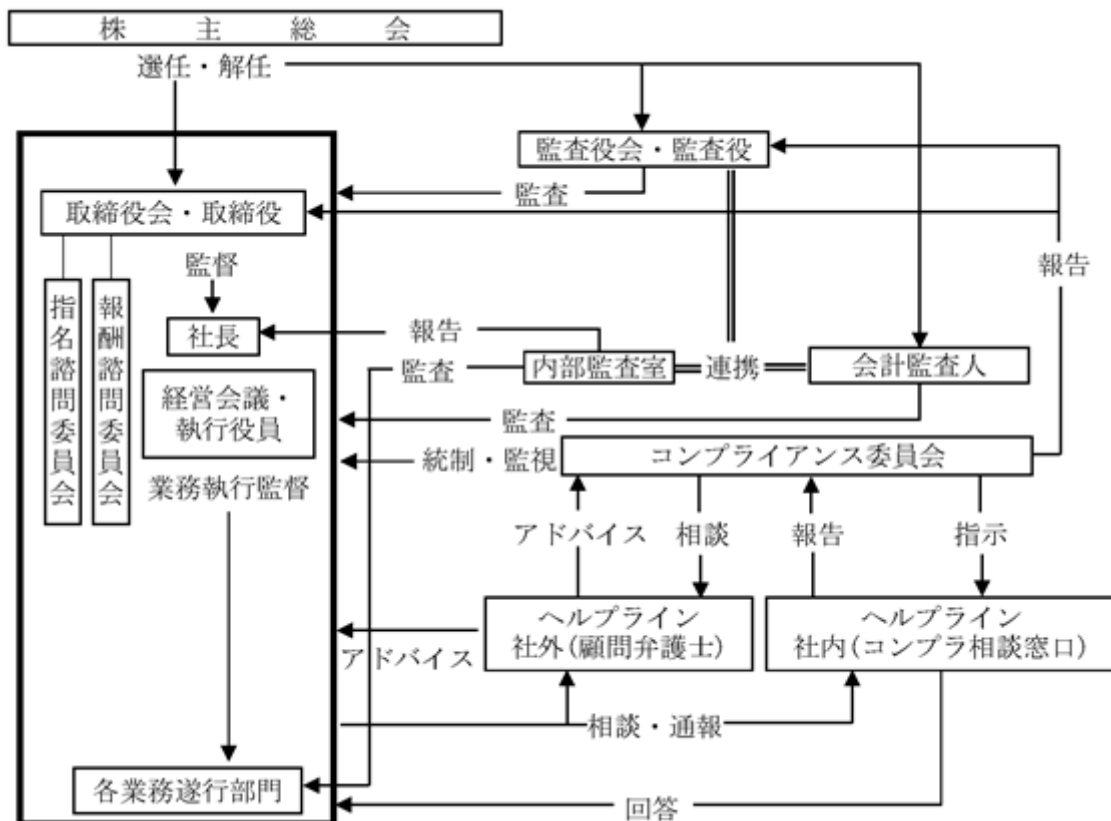 株主総会
選任・解任
監査役会・監査役
監査
取締役会・取締役
監督
報告
指名諮問委員会
報酬諮問委員会
社長
報告
監査
内部監査室
連携
会計監査人
経営会議・
執行役員
監査
統制・監視
コンプライアンス委員会
業務執行監督
アドバイス
相談
報告
指示
ヘルプライン
社外(顧問弁護士)
ヘルプライン
社内(コンプラ相談窓口)
アドバイス
相談・通報
各業務遂行部門
回答